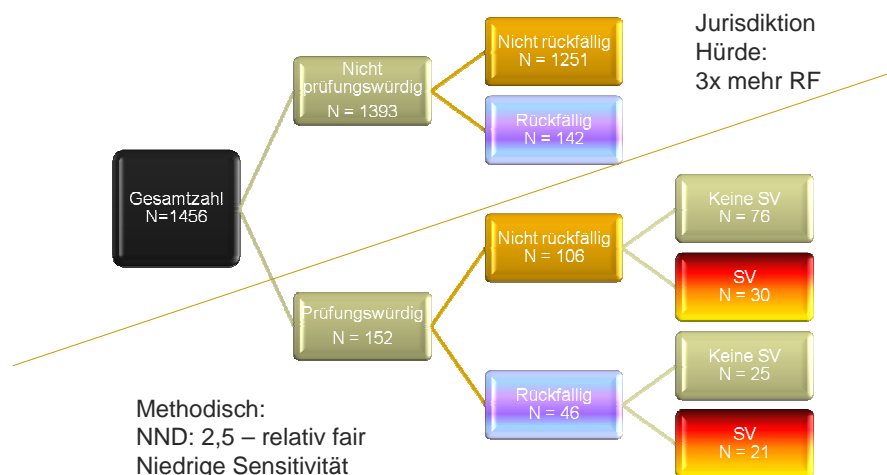 Jurisdiktion
Hürde:
3x mehr RF
Nicht rückfällig
N = 1251
Nicht
prüfungswürdig
N = 1393
Rückfällig
N = 142
Gesamtzahl
N=1456
Keine SV
N = 76
Nicht rückfällig
N = 106
SV
N = 30
Prüfungswürdig
N = 152
Keine SV
N = 25
Rückfällig
N = 46
SV
N = 21
Methodisch:
NND: 2,5 – relativ fair
Niedrige Sensitivität